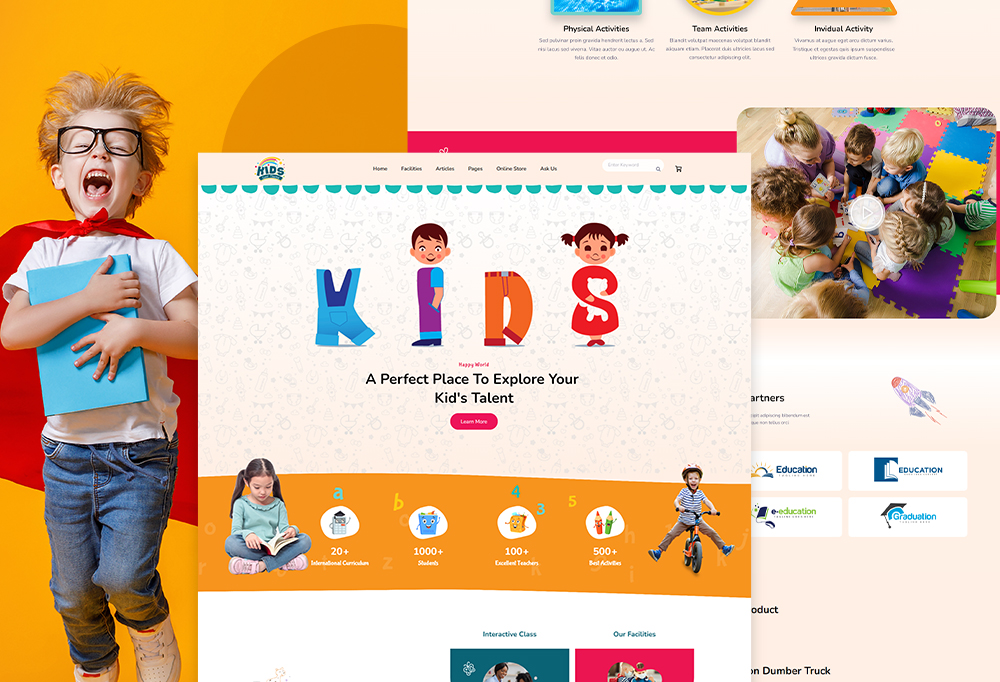 Physical Activities
Sed pulvinar proin gravida hendrerit lectus a. Sed
nisi lacus sed viverra. Vitae auctor eu augue ut. Ac
felis donec et odio.
Team Activities
Blandit volutpat maecenas volutpat blandit
aliquam etiam. Placerat duis ultricies lacus sed
consectetur adipiscing elit.
Invidual Activity
Vivamus at augue eget arcu dictum varius.
Tristique et egestas quis ipsum suspendisse
ultrices gravida dictum fusce.
KIDS
Home Facilities Articles Pages Online Store Ask Us
Enter Keyword
KIDS
Happy World
A Perfect Place To Explore Your
Kid's Talent
Learn More
a
b
4
3
5
20+
International Curriculum
1000+
Students
100+
Excellent Teachers
500+
Best Activities
Interactive Class
Our Facilities
artners
Education
EDUCATION
e-education
Graduation
oduct
on Dumber Truck